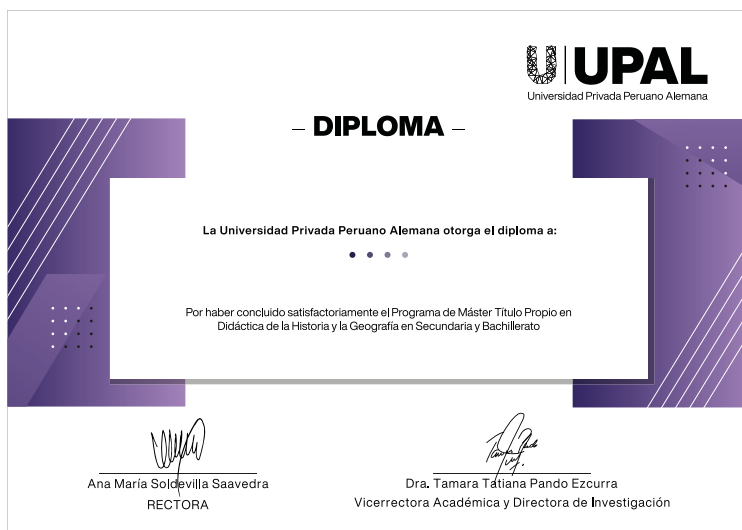 UPAL
Universidad Privada Peruano Alemana
– DIPLOMA –
La Universidad Privada Peruano Alemana otorga el diploma a:
Por haber concluido satisfactoriamente el Programa de Máster Título Propio en
Didáctica de la Historia y la Geografía en Secundaria y Bachillerato
Ana María Soldevilla Saavedra
RECTORA
Dra. Tamara Tatiana Pando Ezcurra
Vicerrectora Académica y Directora de Investigación